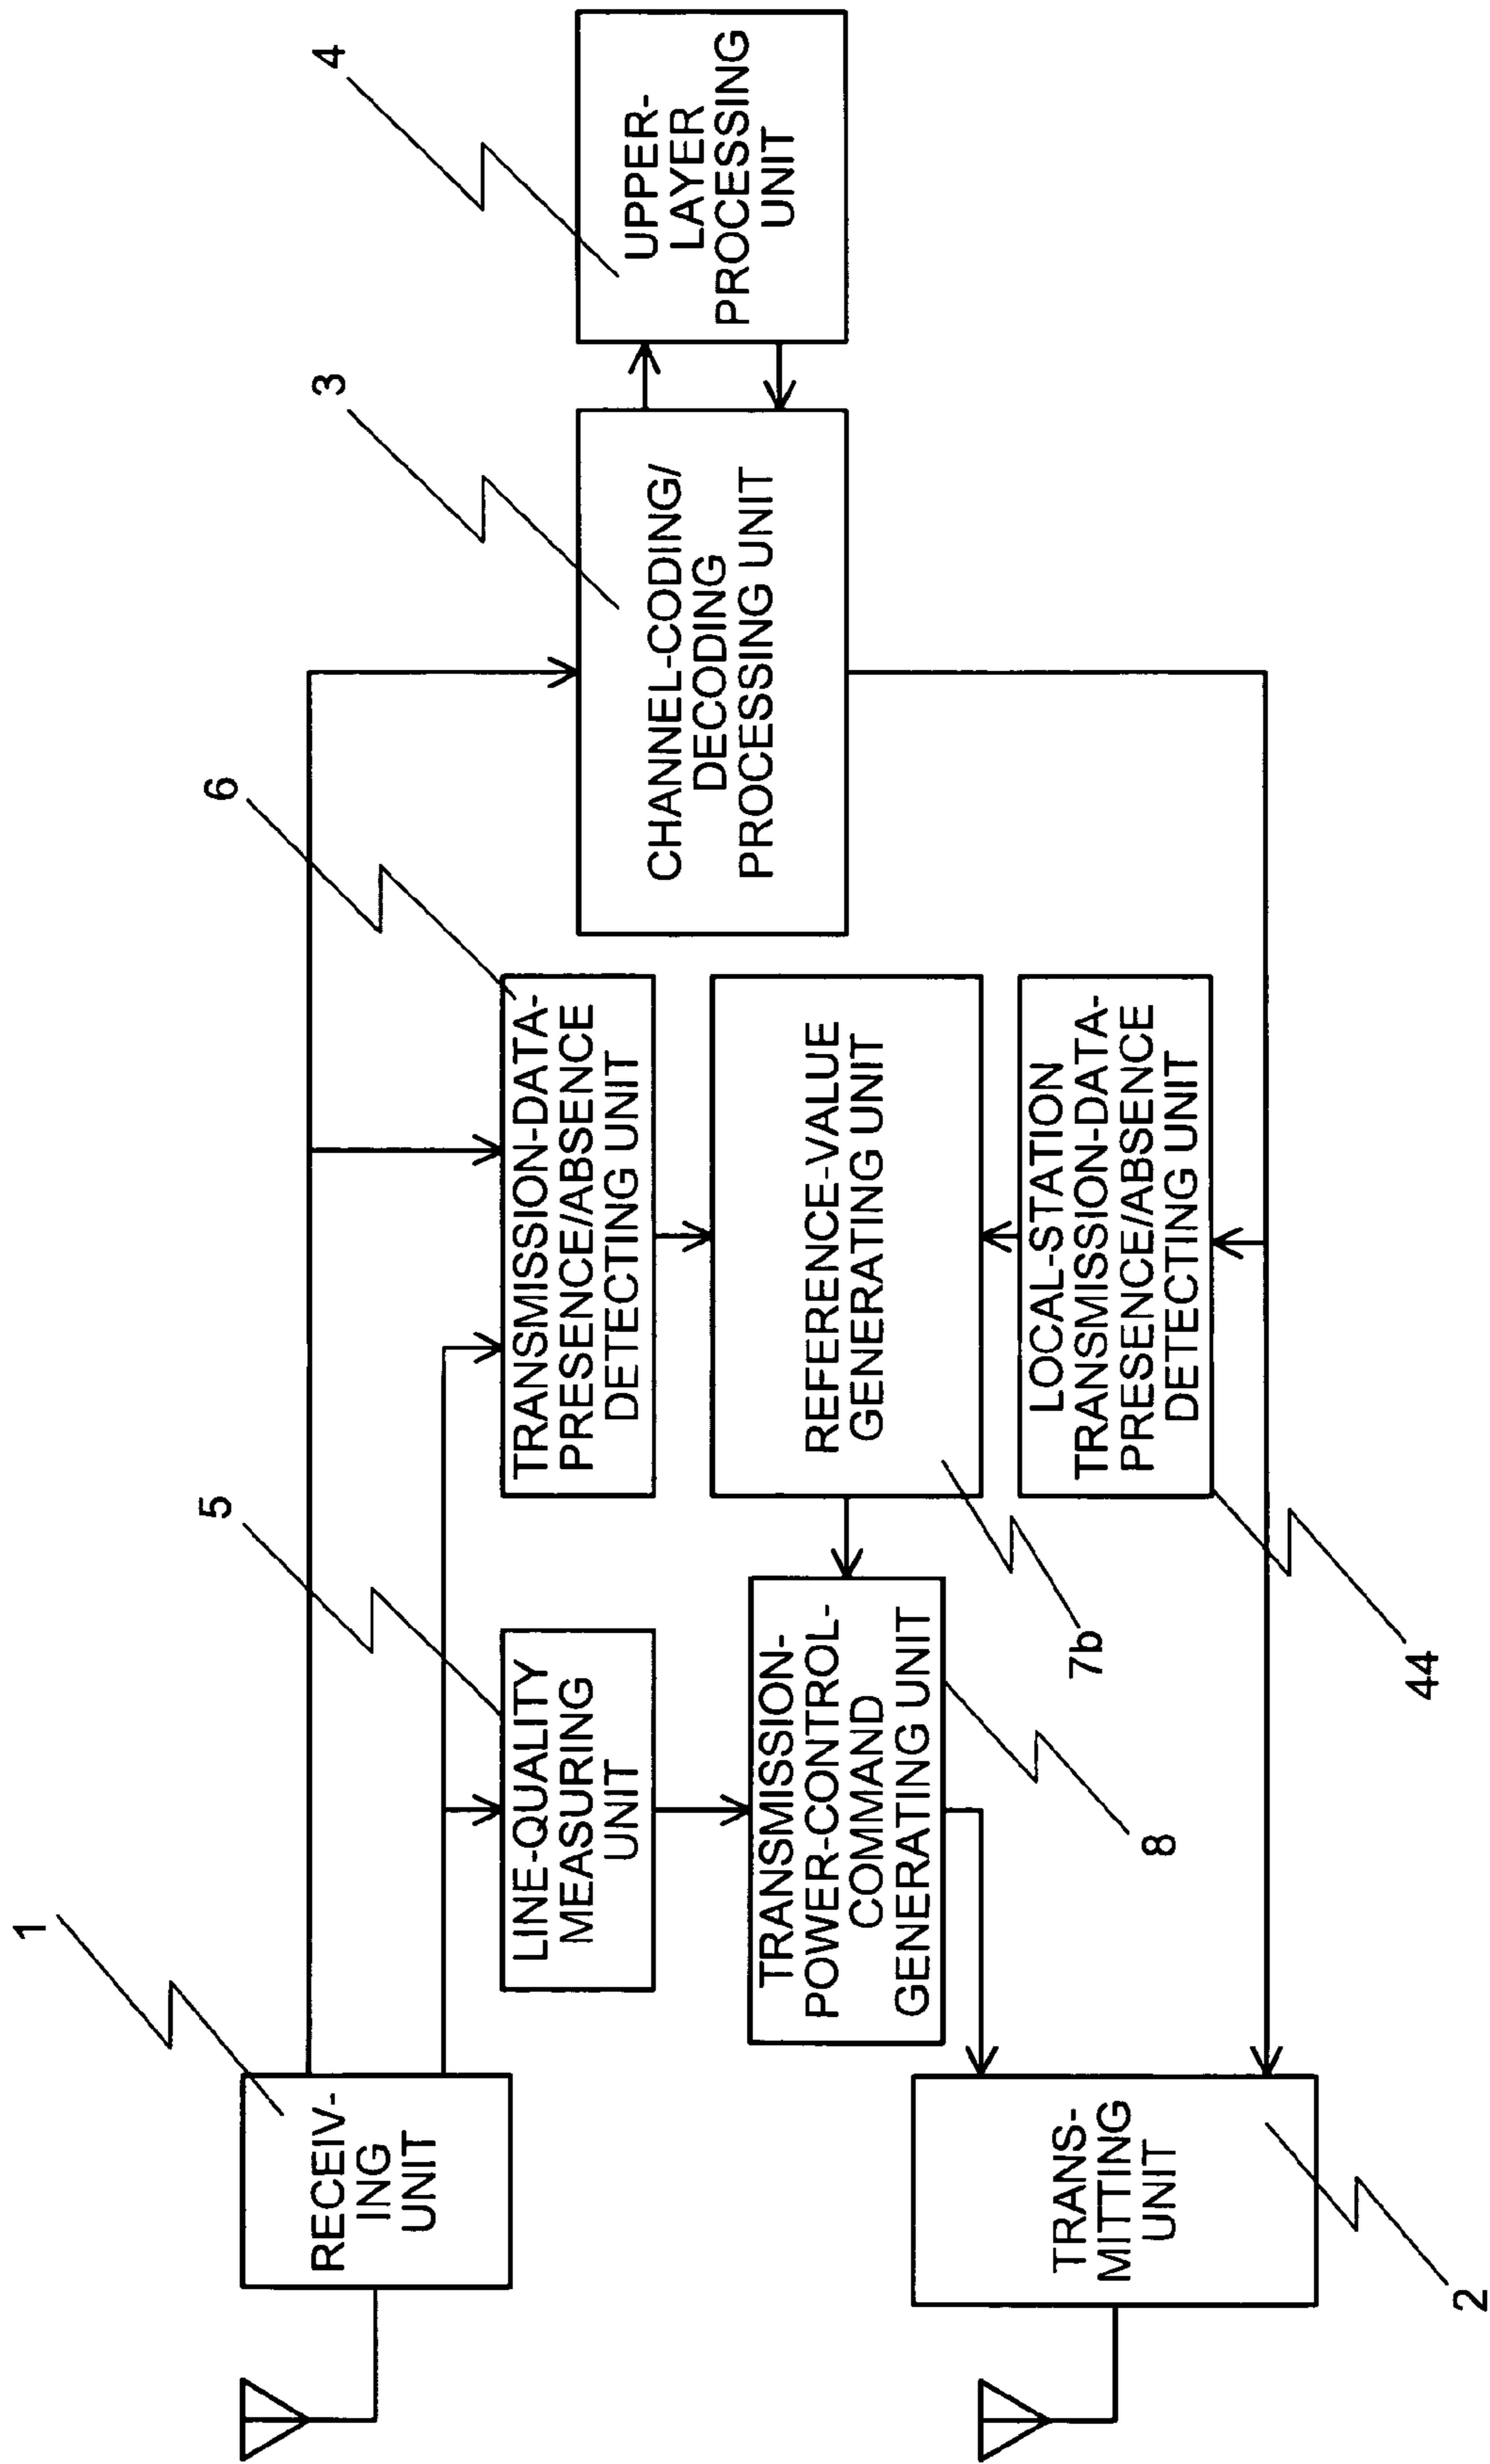 1
RECEIV-
ING
UNIT
5
LINE-QUALITY
MEASURING
UNIT
6
TRANSMISSION-DATA-
PRESENCE/ABSENCE
DETECTING UNIT
3
CHANNEL-CODING/
DECODING
PROCESSING UNIT
4
UPPER-
LAYER
PROCESSING
UNIT
REFERENCE-VALUE
GENERATING UNIT
7b
TRANSMISSION-
POWER-CONTROL-
COMMAND
GENERATING UNIT
8
LOCAL-STATION
TRANSMISSION-DATA-
PRESENCE/ABSENCE
DETECTING UNIT
44
TRANS-
MITTING
UNIT
2